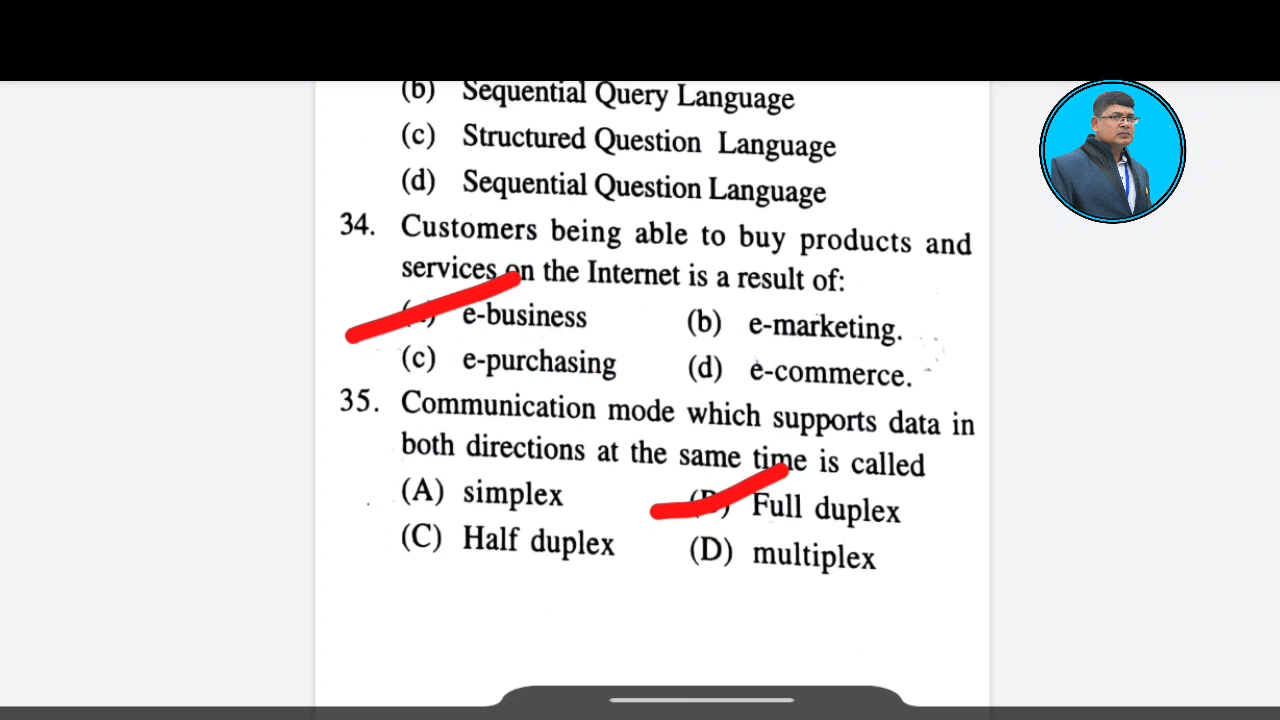 (b) Sequential Query Language
(c) Structured Question Language
(d) Sequential Question Language
34. Customers being able to buy products and
services on the Internet is a result of:
e-business (b) e-marketing.
(c) e-purchasing (d) e-commerce.
35. Communication mode which supports data in
both directions at the same time is called
(A) simplex (B) Full duplex
(C) Half duplex (D) multiplex